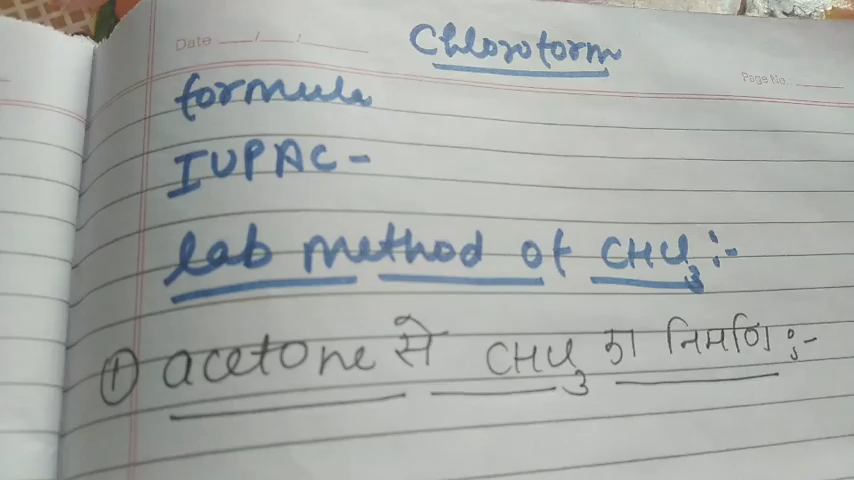 Date
Chloroform
Page No.:
formula
IUPAC-
lab method of CHCl3:-
① acetone से CHCl3 का निर्माण:-